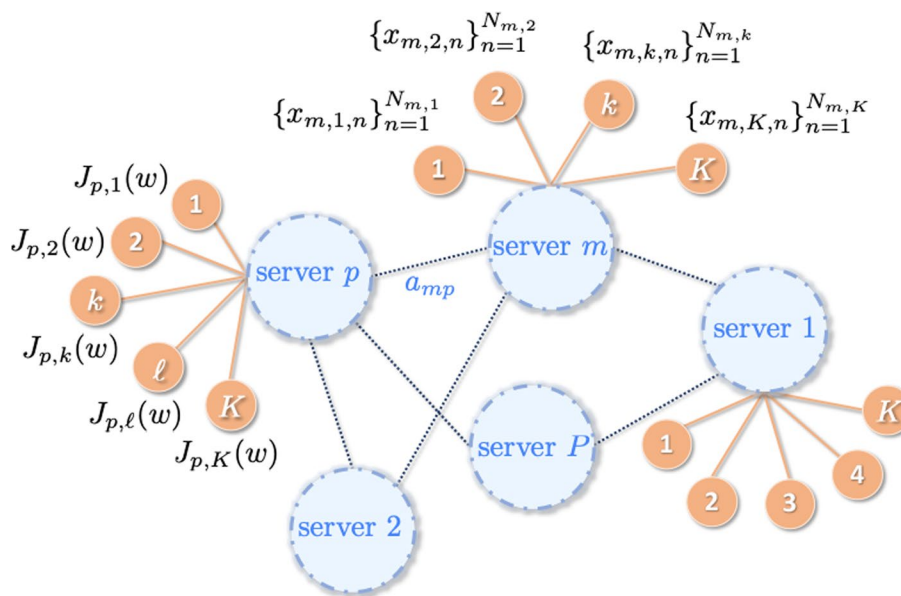 {x_{m,2,n}}_{n=1}^{N_{m,2}}
{x_{m,k,n}}_{n=1}^{N_{m,k}}
{x_{m,1,n}}_{n=1}^{N_{m,1}}
{x_{m,K,n}}_{n=1}^{N_{m,K}}
2
k
1
K
J_{p,1}(w)
1
J_{p,2}(w)
2
k
J_{p,k}(w)
ℓ
J_{p,ℓ}(w)
K
J_{p,K}(w)
server p
a_{mp}
server m
server 1
server P
server 2
1
2
3
4
K